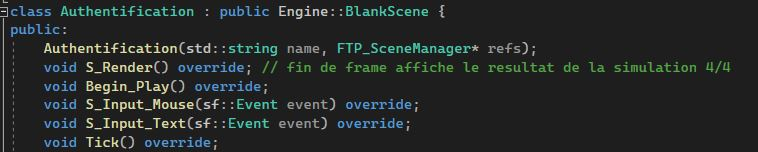 class Authentification : public Engine::BlankScene {
public:
    Authentification(std::string name, FTP_SceneManager* refs);
    void S_Render() override; // fin de frame affiche le resultat de la simulation 4/4
    void Begin_Play() override;
    void S_Input_Mouse(sf::Event event) override;
    void S_Input_Text(sf::Event event) override;
    void Tick() override;